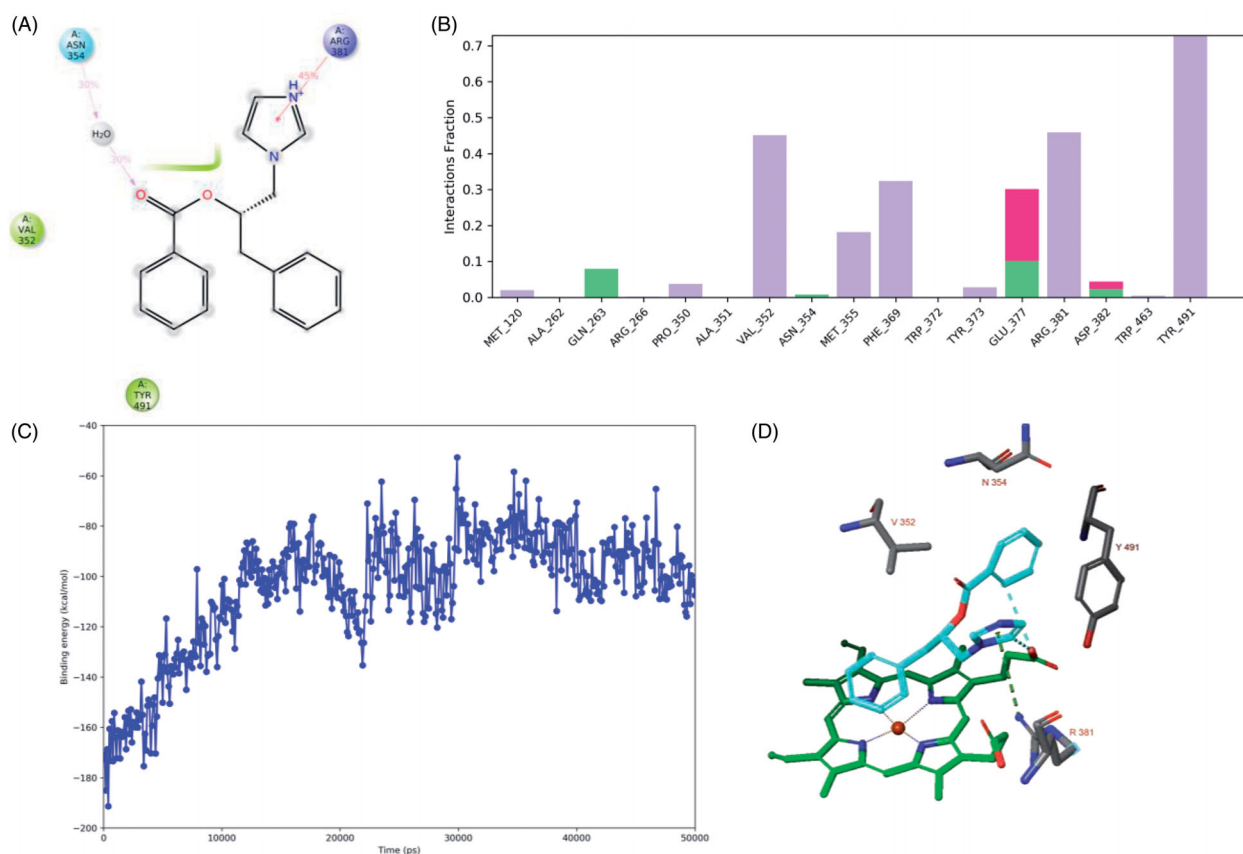 (A)
A:
ASN
354
A:
ARG
381
30%
45%
H
N+
H₂O
30%
N
O
O
A:
VAL
352
A:
TYR
491
(B)
Interactions Fraction
0.7
0.6
0.5
0.4
0.3
0.2
0.1
0.0
MET_120
ALA_262
GLN_263
ARG_266
PRO_350
ALA_351
VAL_352
ASN_354
MET_355
PHE_369
TRP_372
TYR_373
GLU_377
ARG_381
ASP_382
TRP_463
TYR_491
(C)
Binding energy (kcal/mol)
−40
−60
−80
−100
−120
−140
−160
−180
−200
0
10000
20000
30000
40000
50000
Time (ps)
(D)
N 354
V 352
Y 491
R 381